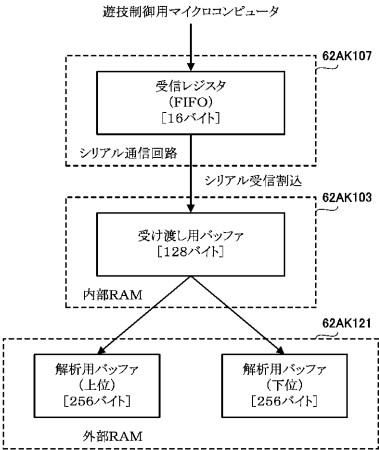 遊技制御用マイクロコンピュータ
62AK107
受信レジスタ
(FIFO)
[16バイト]
シリアル通信回路
シリアル受信割込
62AK103
受け渡し用バッファ
[128バイト]
内部RAM
62AK121
解析用バッファ
(上位)
[256バイト]
解析用バッファ
(下位)
[256バイト]
外部RAM